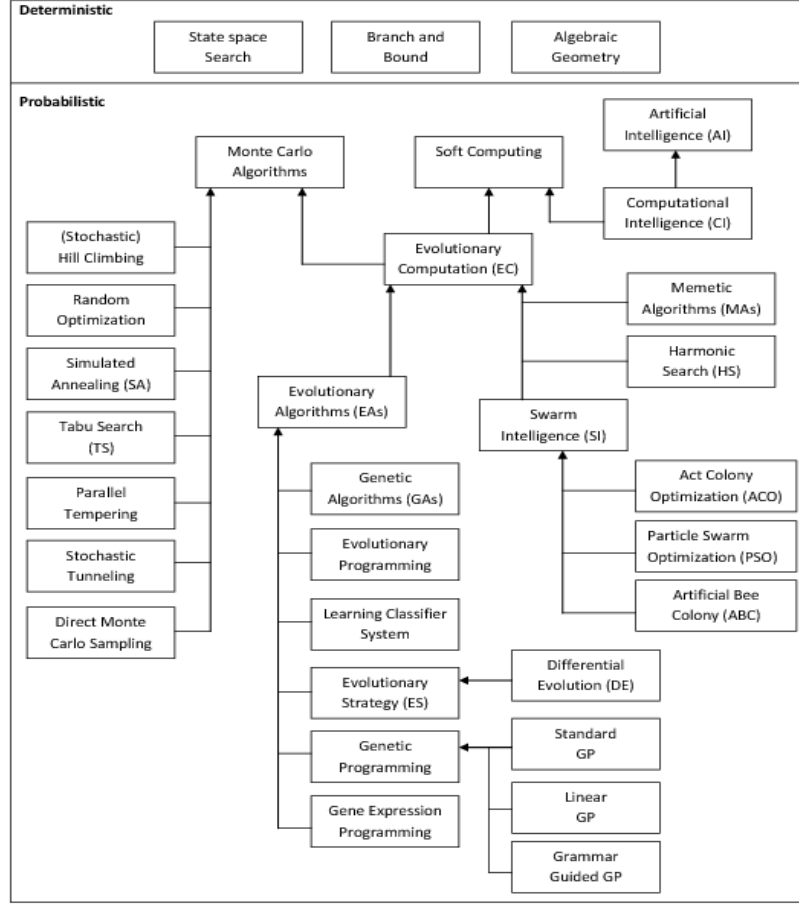 Deterministic
State space
Search
Branch and
Bound
Algebraic
Geometry
Probabilistic
Artificial
Intelligence (AI)
Monte Carlo
Algorithms
Soft Computing
Computational
Intelligence (CI)
(Stochastic)
Hill Climbing
Evolutionary
Computation (EC)
Random
Optimization
Memetic
Algorithms (MAs)
Simulated
Annealing (SA)
Harmonic
Search (HS)
Evolutionary
Algorithms (EAs)
Swarm
Intelligence (SI)
Tabu Search
(TS)
Genetic
Algorithms (GAs)
Act Colony
Optimization (ACO)
Parallel
Tempering
Evolutionary
Programming
Particle Swarm
Optimization (PSO)
Stochastic
Tunneling
Artificial Bee
Colony (ABC)
Learning Classifier
System
Direct Monte
Carlo Sampling
Evolutionary
Strategy (ES)
Differential
Evolution (DE)
Genetic
Programming
Standard
GP
Gene Expression
Programming
Linear
GP
Grammar
Guided GP